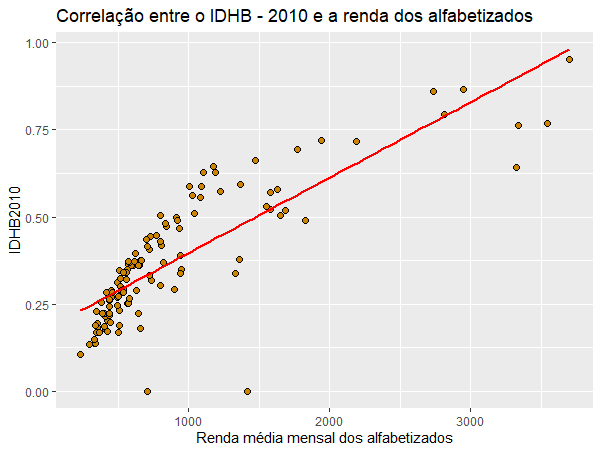 Correlação entre o IDHB - 2010 e a renda dos alfabetizados
1.00
0.75
0.50
0.25
0.00
IDHB2010
1000 2000 3000
Renda média mensal dos alfabetizados